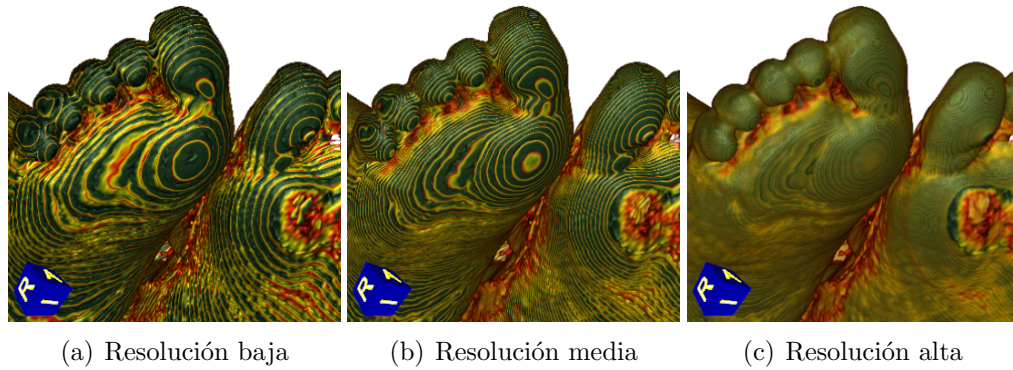 R A I
R A I
R A I
(a) Resolución baja
(b) Resolución media
(c) Resolución alta